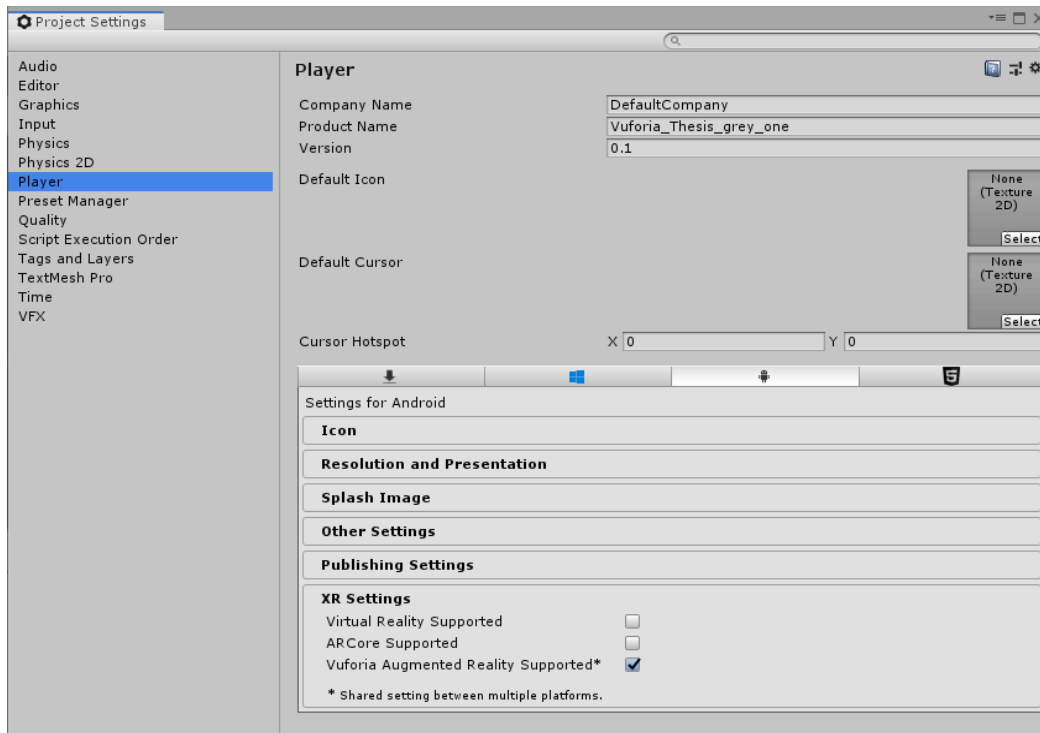 Project Settings
Audio
Editor
Graphics
Input
Physics
Physics 2D
Player
Preset Manager
Quality
Script Execution Order
Tags and Layers
TextMesh Pro
Time
VFX
Player
Company Name DefaultCompany
Product Name Vuforia_Thesis_grey_one
Version 0.1
Default Icon
None
(Texture
2D)
Select
Default Cursor
None
(Texture
2D)
Select
Cursor Hotspot X 0 Y 0
Settings for Android
Icon
Resolution and Presentation
Splash Image
Other Settings
Publishing Settings
XR Settings
Virtual Reality Supported
ARCore Supported
Vuforia Augmented Reality Supported*
* Shared setting between multiple platforms.